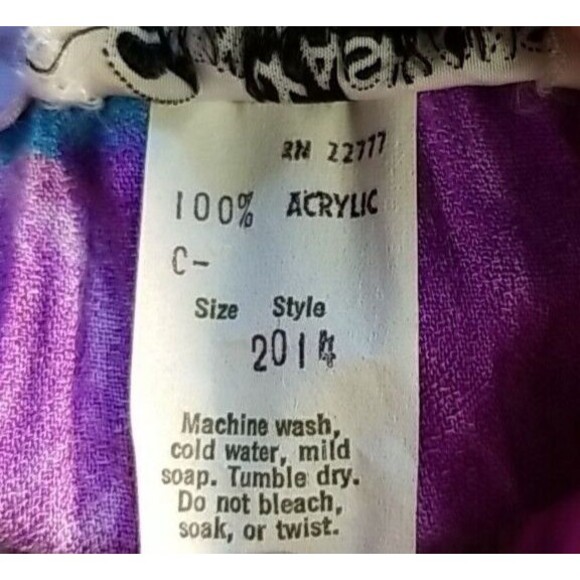 RN 22777
100% ACRYLIC
C-
Size Style
2014
Machine wash,
cold water, mild
soap. Tumble dry.
Do not bleach,
soak, or twist.